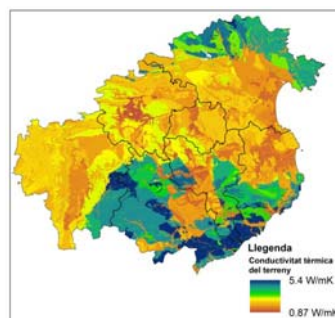 Llegenda
Conductivitat tèrmica
del terreny
5.4 W/mK
0.87 W/mK